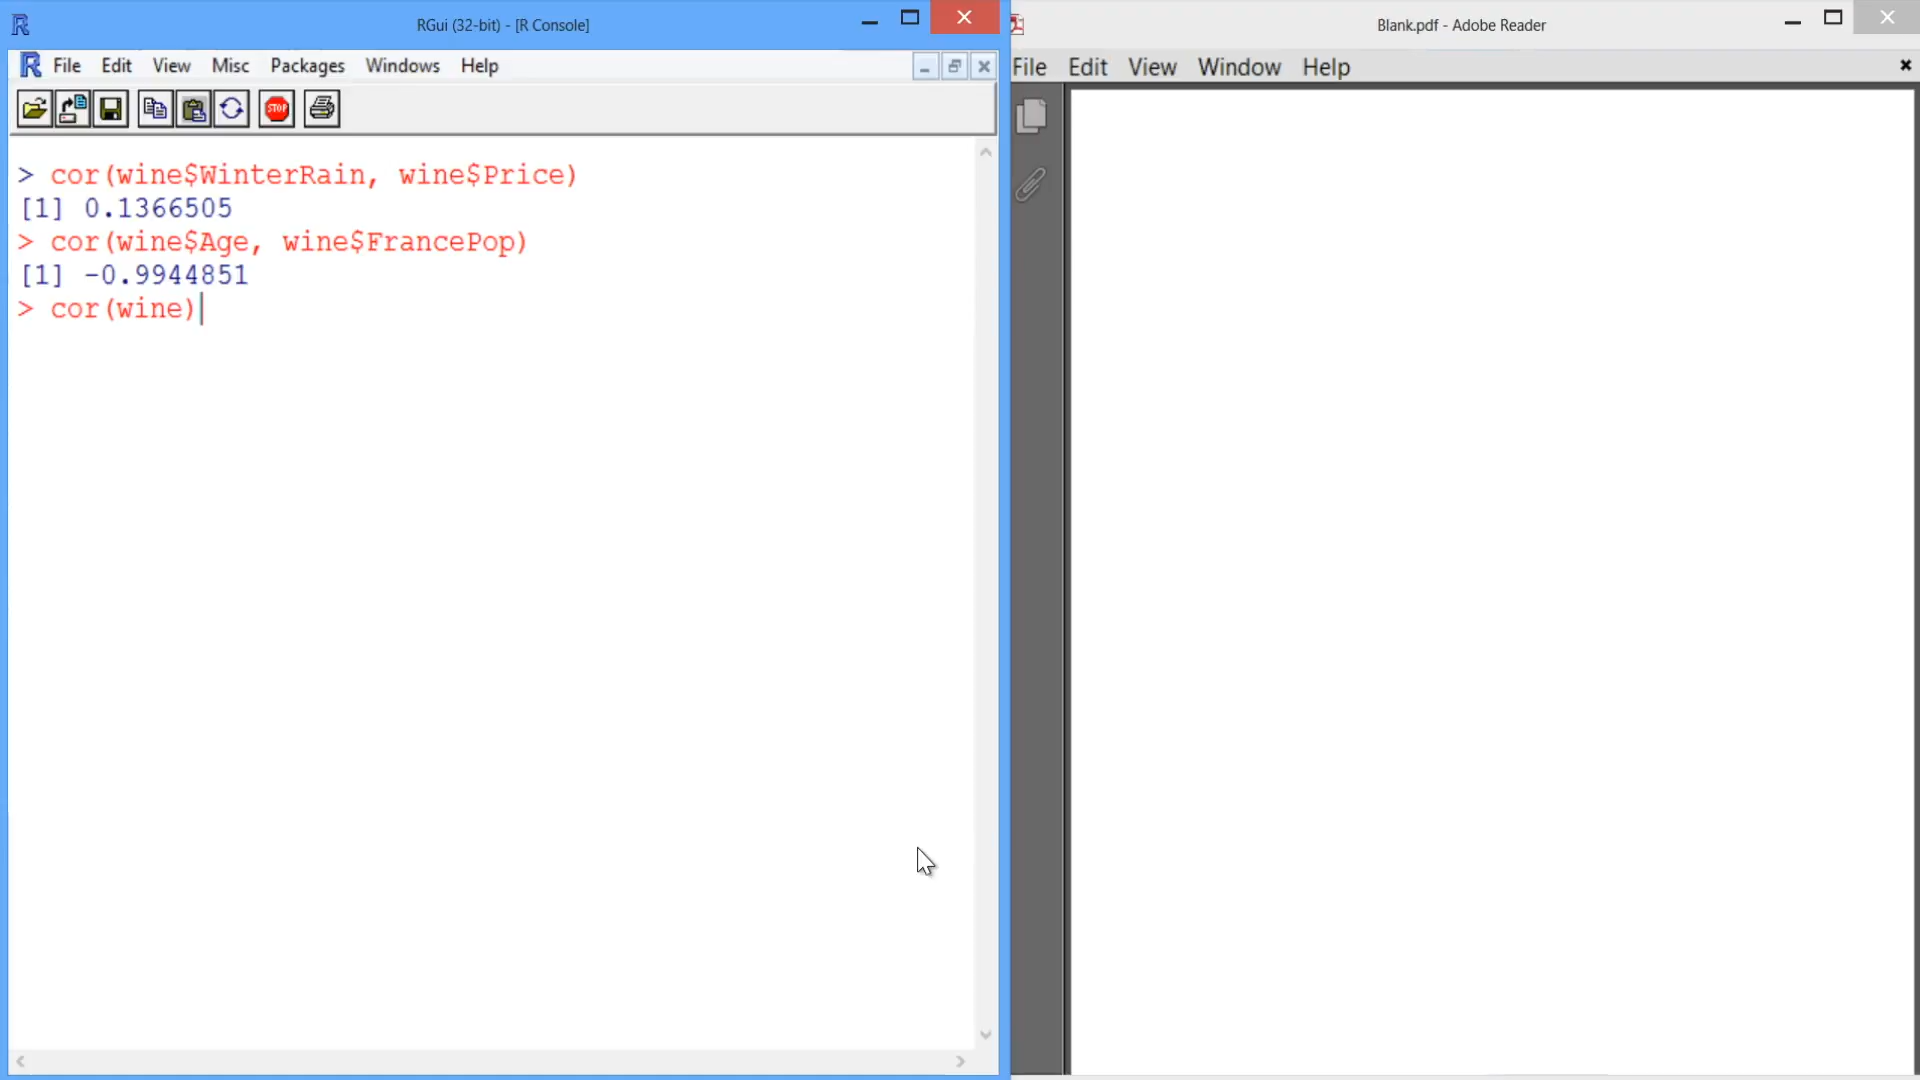 RGui (32-bit) - [R Console]
File Edit View Misc Packages Windows Help
STOP
> cor(wine$WinterRain, wine$Price)
[1] 0.1366505
> cor(wine$Age, wine$FrancePop)
[1] -0.9944851
> cor(wine)
Blank.pdf - Adobe Reader
File Edit View Window Help